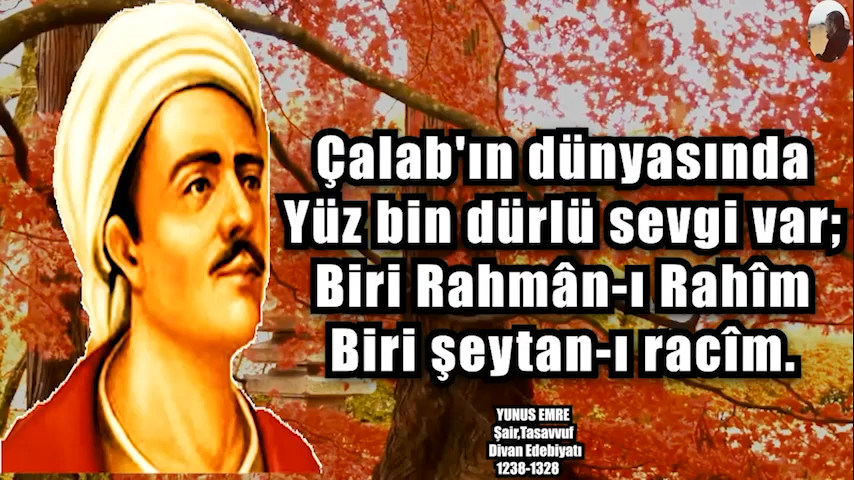 Çalab'ın dünyasında
Yüz bin dürlü sevgi var;
Biri Rahmân-ı Rahîm
Biri şeytan-ı racîm.
YUNUS EMRE
Şair,Tasavvuf
Divan Edebiyatı
1238-1328